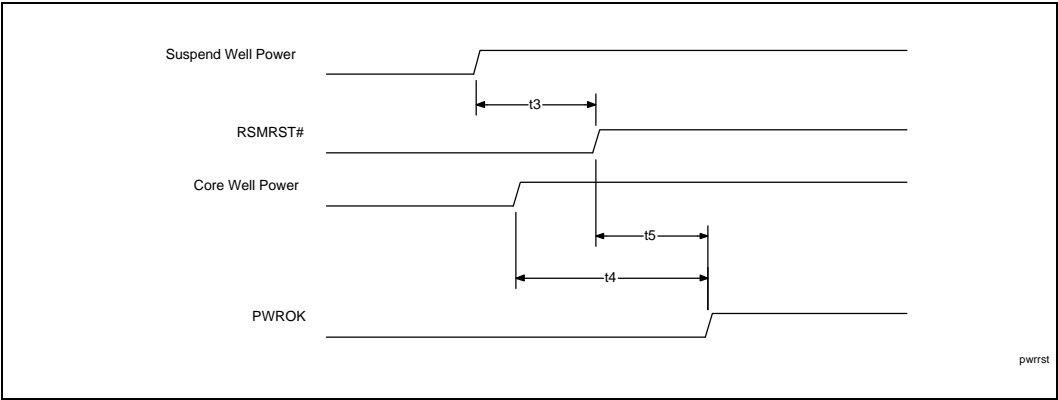 Suspend Well Power
t3
RSMRST#
Core Well Power
t5
t4
PWROK
pwrrst